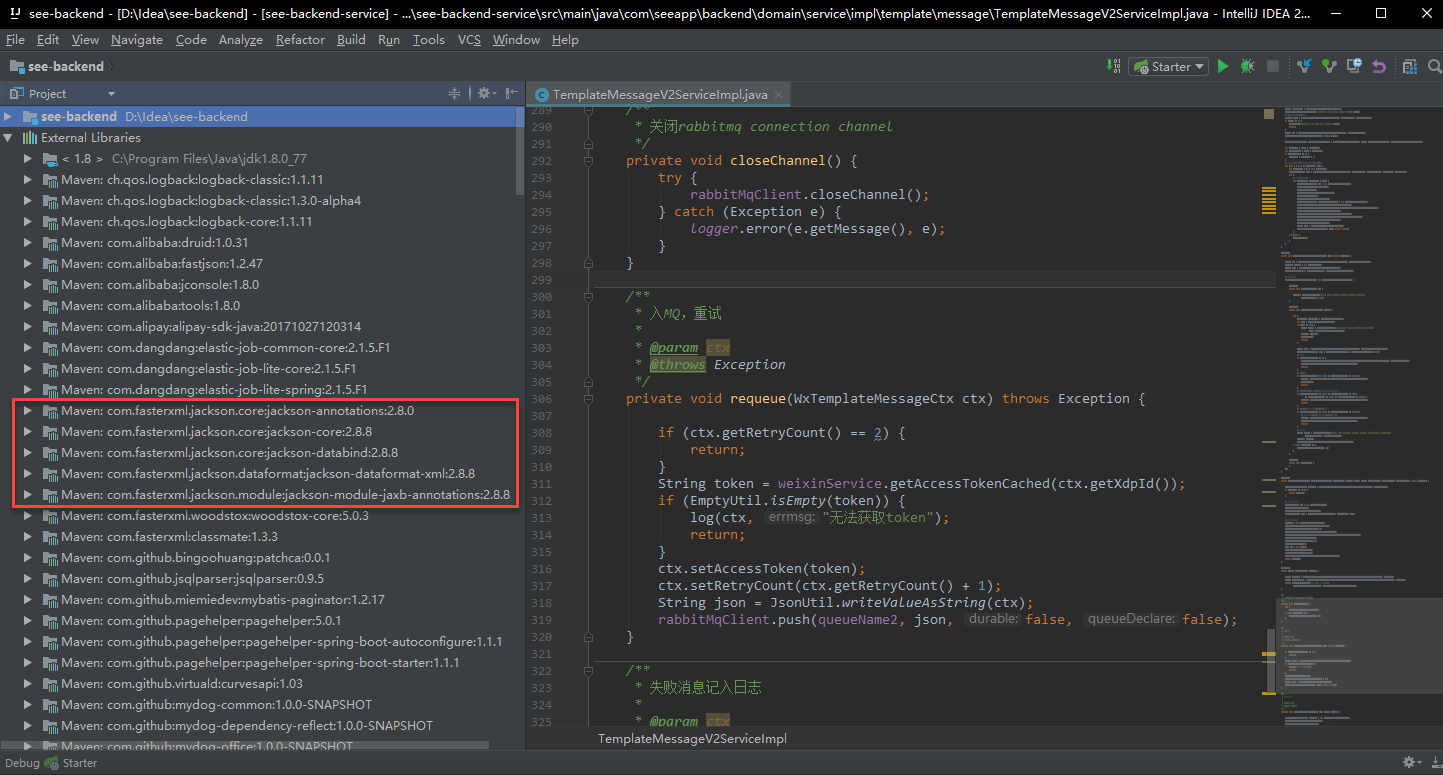 see-backend - [D:\Idea\see-backend] - [see-backend-service] - ...\see-backend-service\src\main\java\com\seeapp\backend\domain\service\impl\template\message\TemplateMessageV2ServiceImpl.java - IntelliJ IDEA 2...
File Edit View Navigate Code Analyze Refactor Build Run Tools VCS Window Help
see-backend
Starter
Project
see-backend D:\Idea\see-backend
External Libraries
< 1.8 > C:\Program Files\Java\jdk1.8.0_77
Maven: ch.qos.logback:logback-classic:1.1.11
Maven: ch.qos.logback:logback-classic:1.3.0-alpha4
Maven: ch.qos.logback:logback-core:1.1.11
Maven: com.alibaba:druid:1.0.31
Maven: com.alibaba:fastjson:1.2.47
Maven: com.alibaba:jconsole:1.8.0
Maven: com.alibaba:tools:1.8.0
Maven: com.alipay:alipay-sdk-java:20171027120314
Maven: com.dangdang:elastic-job-common-core:2.1.5.F1
Maven: com.dangdang:elastic-job-lite-core:2.1.5.F1
Maven: com.dangdang:elastic-job-lite-spring:2.1.5.F1
Maven: com.fasterxml.jackson.core:jackson-annotations:2.8.0
Maven: com.fasterxml.jackson.core:jackson-core:2.8.8
Maven: com.fasterxml.jackson.core:jackson-databind:2.8.8
Maven: com.fasterxml.jackson.dataformat:jackson-dataformat-xml:2.8.8
Maven: com.fasterxml.jackson.module:jackson-module-jaxb-annotations:2.8.8
Maven: com.fasterxml.woodstox:woodstox-core:5.0.3
Maven: com.fasterxml:classmate:1.3.3
Maven: com.github.bingoohuang:patchca:0.0.1
Maven: com.github.jsqlparser:jsqlparser:0.9.5
Maven: com.github.miemiedev:mybatis-paginator:1.2.17
Maven: com.github.pagehelper:pagehelper:5.0.1
Maven: com.github.pagehelper:pagehelper-spring-boot-autoconfigure:1.1.1
Maven: com.github.pagehelper:pagehelper-spring-boot-starter:1.1.1
Maven: com.github.virtuald:curvesapi:1.03
Maven: com.github:mydog-common:1.0.0-SNAPSHOT
Maven: com.github:mydog-dependency-reflect:1.0.0-SNAPSHOT
Maven: com.github:mydog-office:1.0.0-SNAPSHOT
TemplateMessageV2ServiceImpl.java
289 /**
290 * 关闭rabbitmq connection channel
291 */
292 private void closeChannel() {
293 try {
294 rabbitMqClient.closeChannel();
295 } catch (Exception e) {
296 logger.error(e.getMessage(), e);
297 }
298 }
299
300 /**
301 * 入MQ，重试
302 *
303 * @param ctx
304 * @throws Exception
305 */
306 private void requeue(WxTemplateMessageCtx ctx) throws Exception {
307
308 if (ctx.getRetryCount() == 2) {
309 return;
310 }
311 String token = weixinService.getAccessTokenCached(ctx.getXdpId());
312 if (EmptyUtil.isEmpty(token)) {
313 log(ctx, errmsg: "无法获取token");
314 return;
315 }
316 ctx.setAccessToken(token);
317 ctx.setRetryCount(ctx.getRetryCount() + 1);
318 String json = JsonUtil.writeValueAsString(ctx);
319 rabbitMqClient.push(queueName2, json, durable: false, queueDeclare: false);
320 }
321
322 /**
323 * 失败消息记入日志
324 *
325 * @param ctx
TemplateMessageV2ServiceImpl
Debug Starter